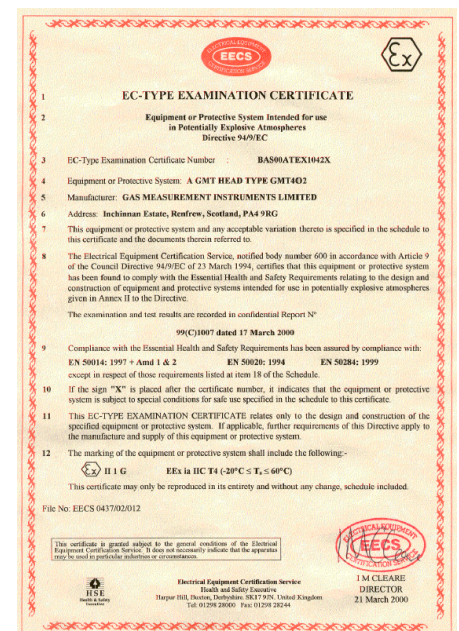 ELECTRICAL EQUIPMENT
EECS
CERTIFICATION SERVICE
Ex
1 EC-TYPE EXAMINATION CERTIFICATE
2 Equipment or Protective System Intended for use
in Potentially Explosive Atmospheres
Directive 94/9/EC
3 EC-Type Examination Certificate Number : BAS00ATEX1042X
4 Equipment or Protective System: A GMT HEAD TYPE GMT4O2
5 Manufacturer: GAS MEASUREMENT INSTRUMENTS LIMITED
6 Address: Inchinnan Estate, Renfrew, Scotland, PA4 9RG
7 This equipment or protective system and any acceptable variation thereto is specified in the schedule to
this certificate and the documents therein referred to.
8 The Electrical Equipment Certification Service, notified body number 600 in accordance with Article 9
of the Council Directive 94/9/EC of 23 March 1994, certifies that this equipment or protective system
has been found to comply with the Essential Health and Safety Requirements relating to the design and
construction of equipment and protective systems intended for use in potentially explosive atmospheres
given in Annex II to the Directive.
The examination and test results are recorded in confidential Report N°
99(C)1007 dated 17 March 2000
9 Compliance with the Essential Health and Safety Requirements has been assured by compliance with:
EN 50014: 1997 + Amd 1 & 2 EN 50020: 1994 EN 50284: 1999
except in respect of those requirements listed at item 18 of the Schedule.
10 If the sign "X" is placed after the certificate number, it indicates that the equipment or protective
system is subject to special conditions for safe use specified in the schedule to this certificate.
11 This EC-TYPE EXAMINATION CERTIFICATE relates only to the design and construction of the
specified equipment or protective system. If applicable, further requirements of this Directive apply to
the manufacture and supply of this equipment or protective system.
12 The marking of the equipment or protective system shall include the following:-
Ex II 1 G EEx ia IIC T4 (-20°C ≤ Ta ≤ 60°C)
This certificate may only be reproduced in its entirety and without any change, schedule included.
File No: EECS 0437/02/012
This certificate is granted subject to the general conditions of the Electrical
Equipment Certification Service. It does not necessarily indicate that the apparatus
may be used in particular industries or circumstances.
ELECTRICAL EQUIPMENT
EECS
CERTIFICATION SERVICE
HSE
Health & Safety
Executive
Electrical Equipment Certification Service
Health and Safety Executive
Harpur Hill, Buxton, Derbyshire, SK17 9JN, United Kingdom
Tel: 01298 28000 Fax: 01298 28244
I M CLEARE
DIRECTOR
21 March 2000